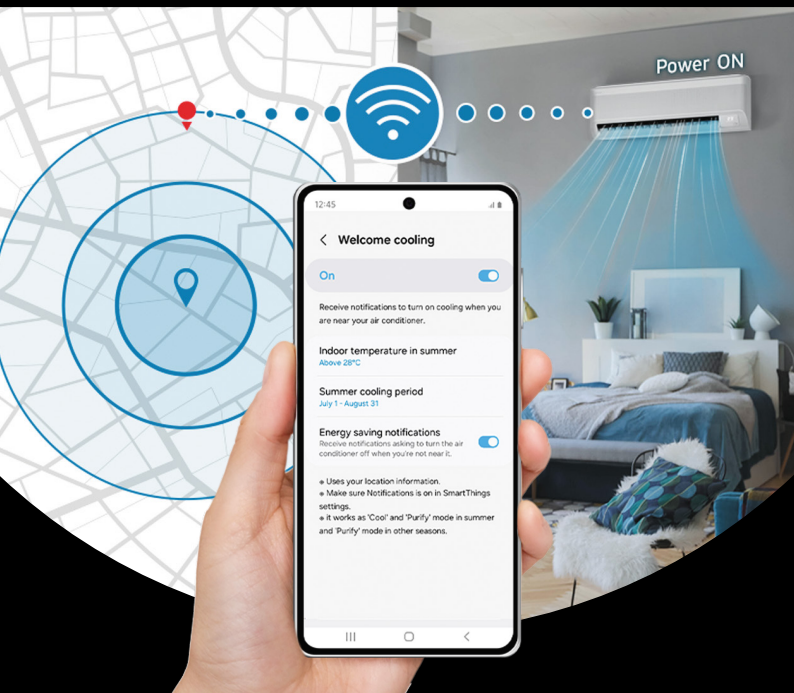 Power ON
12:45
Welcome cooling
On
Receive notifications to turn on cooling when you
are near your air conditioner.
Indoor temperature in summer
Above 28°C
Summer cooling period
July 1 - August 31
Energy saving notifications
Receive notifications asking to turn the air
conditioner off when you're not near it.
※ Uses your location information.
※ Make sure Notifications is on in SmartThings
settings.
※ it works as 'Cool' and 'Purify' mode in summer
and 'Purify' mode in other seasons.